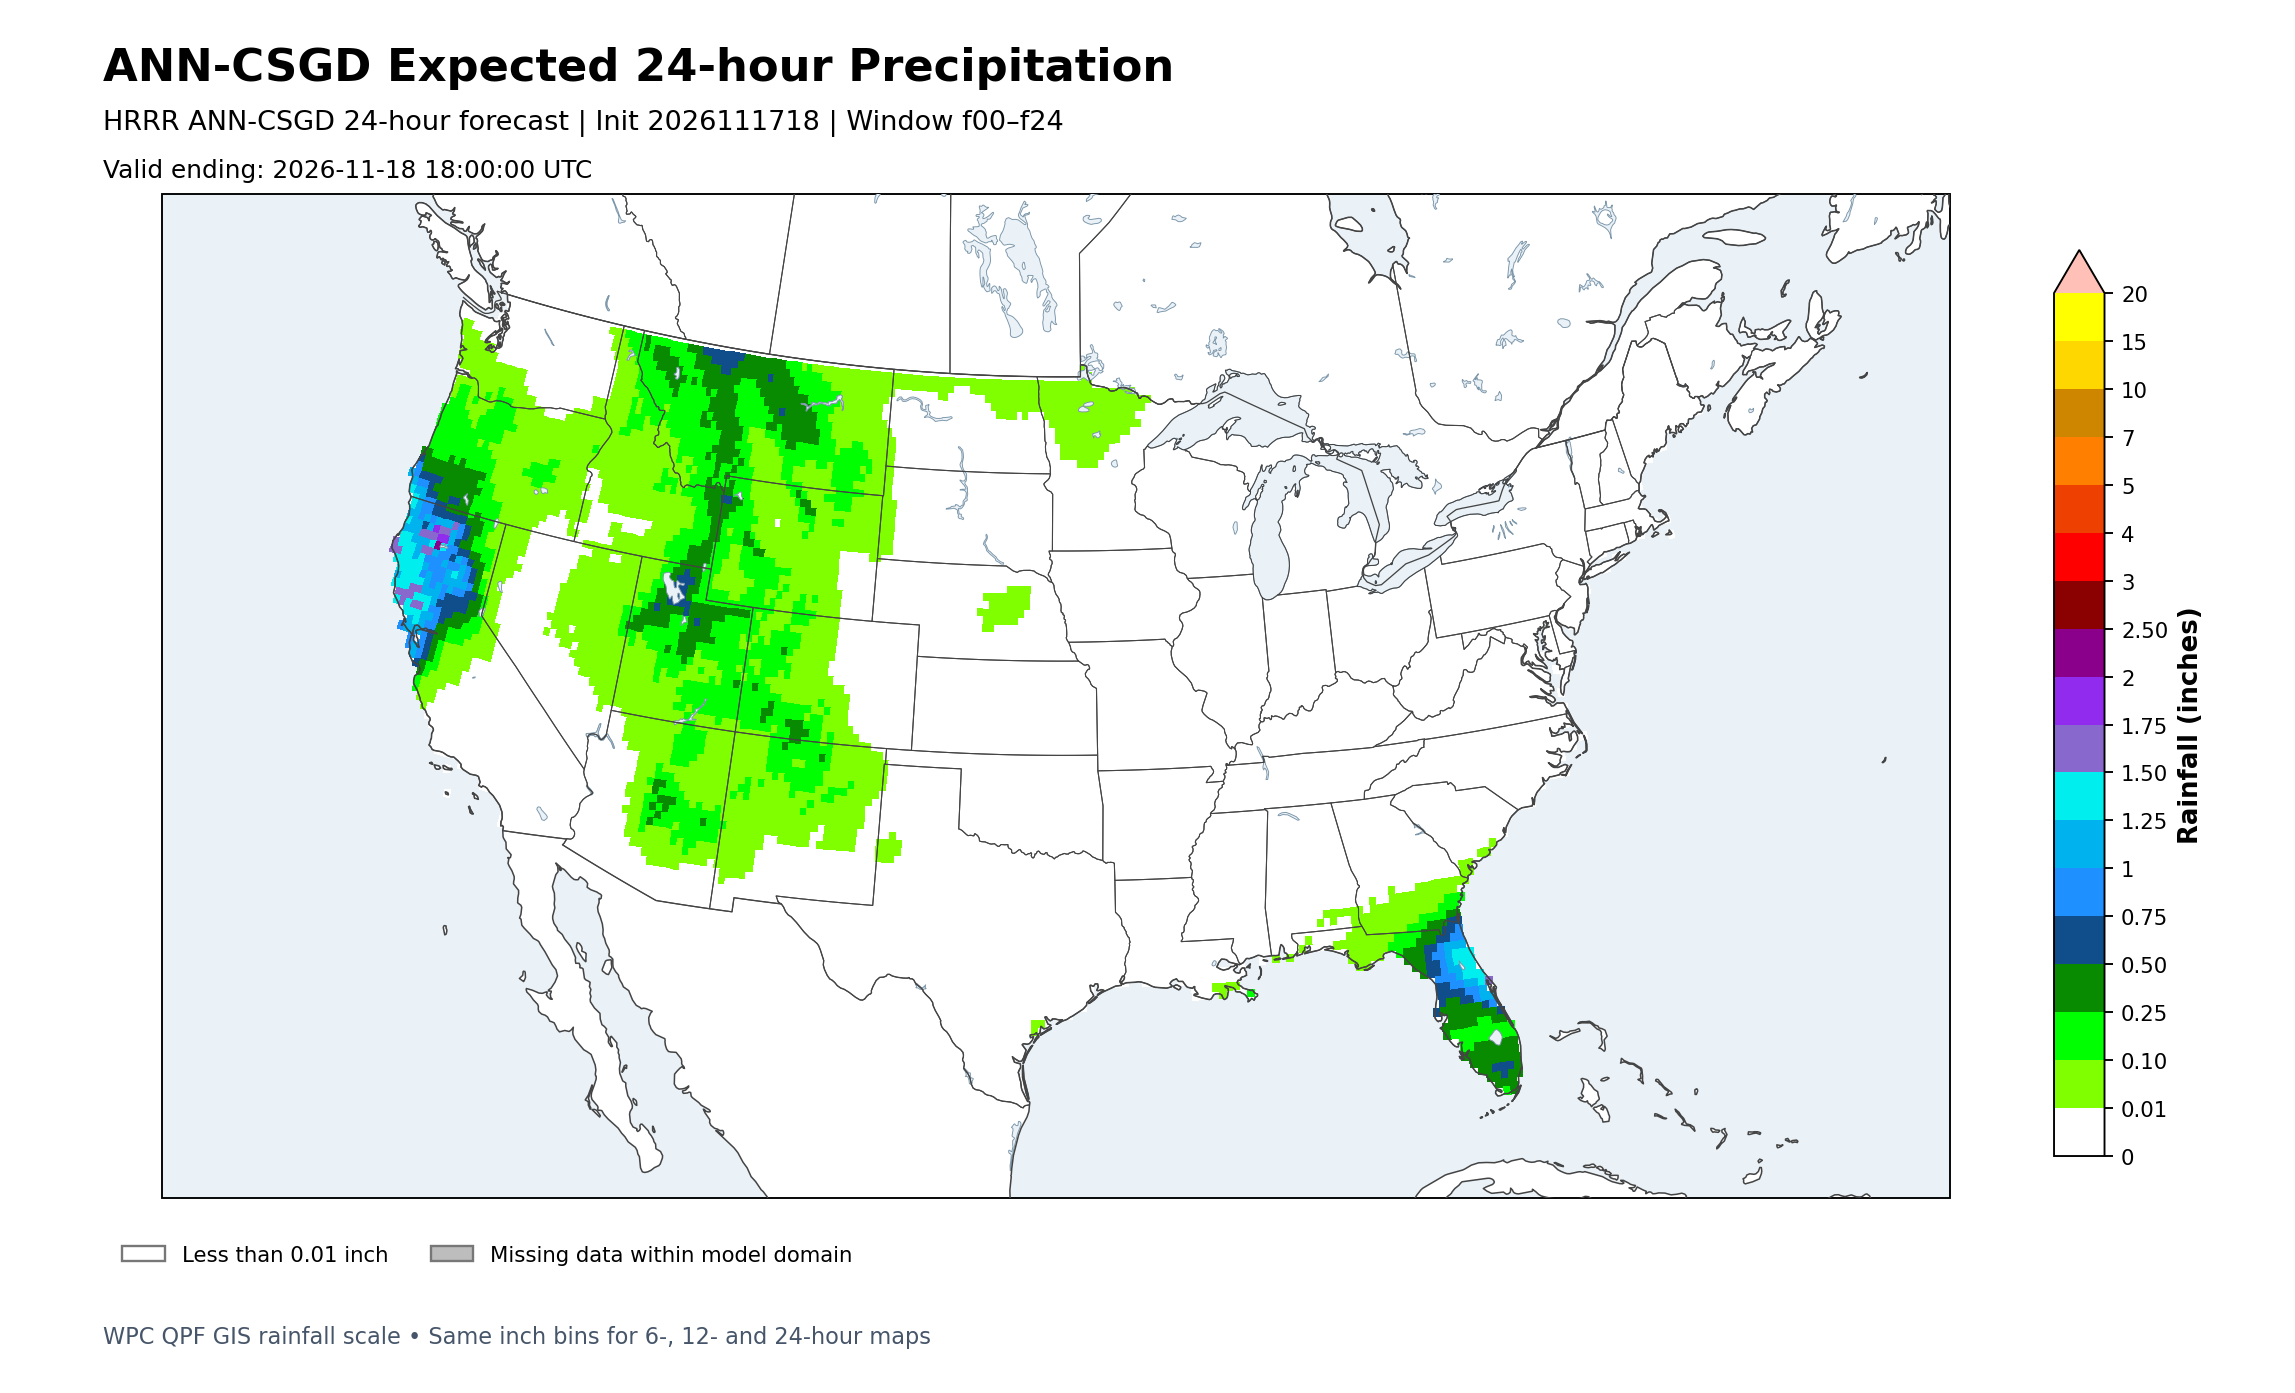 ANN-CSGD Expected 24-hour Precipitation
HRRR ANN-CSGD 24-hour forecast | Init 2026111718 | Window f00–f24
Valid ending: 2026-11-18 18:00:00 UTC
20
15
10
7
5
4
3
2.50
2
1.75
1.50
1.25
1
0.75
0.50
0.25
0.10
0.01
0
Rainfall (inches)
Less than 0.01 inch
Missing data within model domain
WPC QPF GIS rainfall scale • Same inch bins for 6-, 12- and 24-hour maps